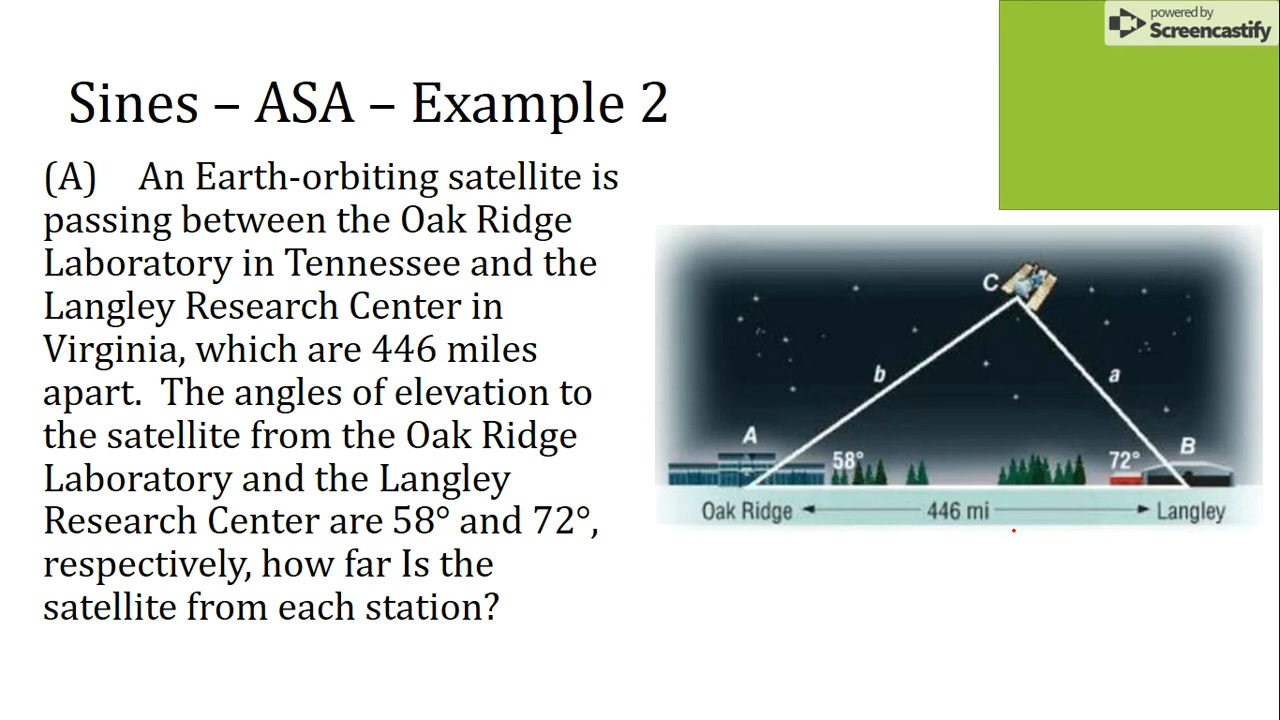 powered by
Screencastify
Sines – ASA – Example 2
(A) An Earth-orbiting satellite is
passing between the Oak Ridge
Laboratory in Tennessee and the
Langley Research Center in
Virginia, which are 446 miles
apart. The angles of elevation to
the satellite from the Oak Ridge
Laboratory and the Langley
Research Center are 58° and 72°,
respectively, how far Is the
satellite from each station?
C
b
a
A
B
58°
72°
Oak Ridge
446 mi
Langley